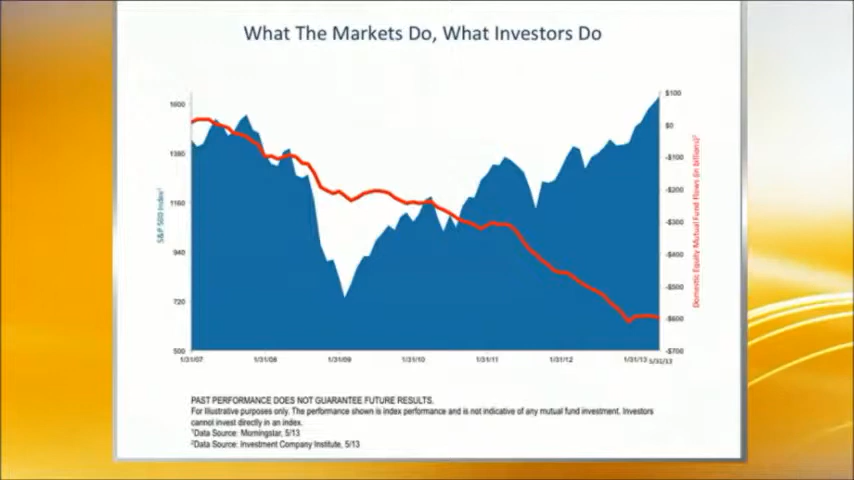 What The Markets Do, What Investors Do
1600
1380
1160
940
720
500
S&P 500 Index¹
$100
$0
-$100
-$200
-$300
-$400
-$500
-$600
-$700
Domestic Equity Mutual Fund Flows (in billions)²
1/31/07
1/31/08
1/31/09
1/31/10
1/31/11
1/31/12
1/31/13
5/31/13
PAST PERFORMANCE DOES NOT GUARANTEE FUTURE RESULTS.
For Illustrative purposes only. The performance shown is index performance and is not indicative of any mutual fund investment. Investors
cannot invest directly in an index.
¹Data Source: Morningstar, 5/13
²Data Source: Investment Company Institute, 5/13